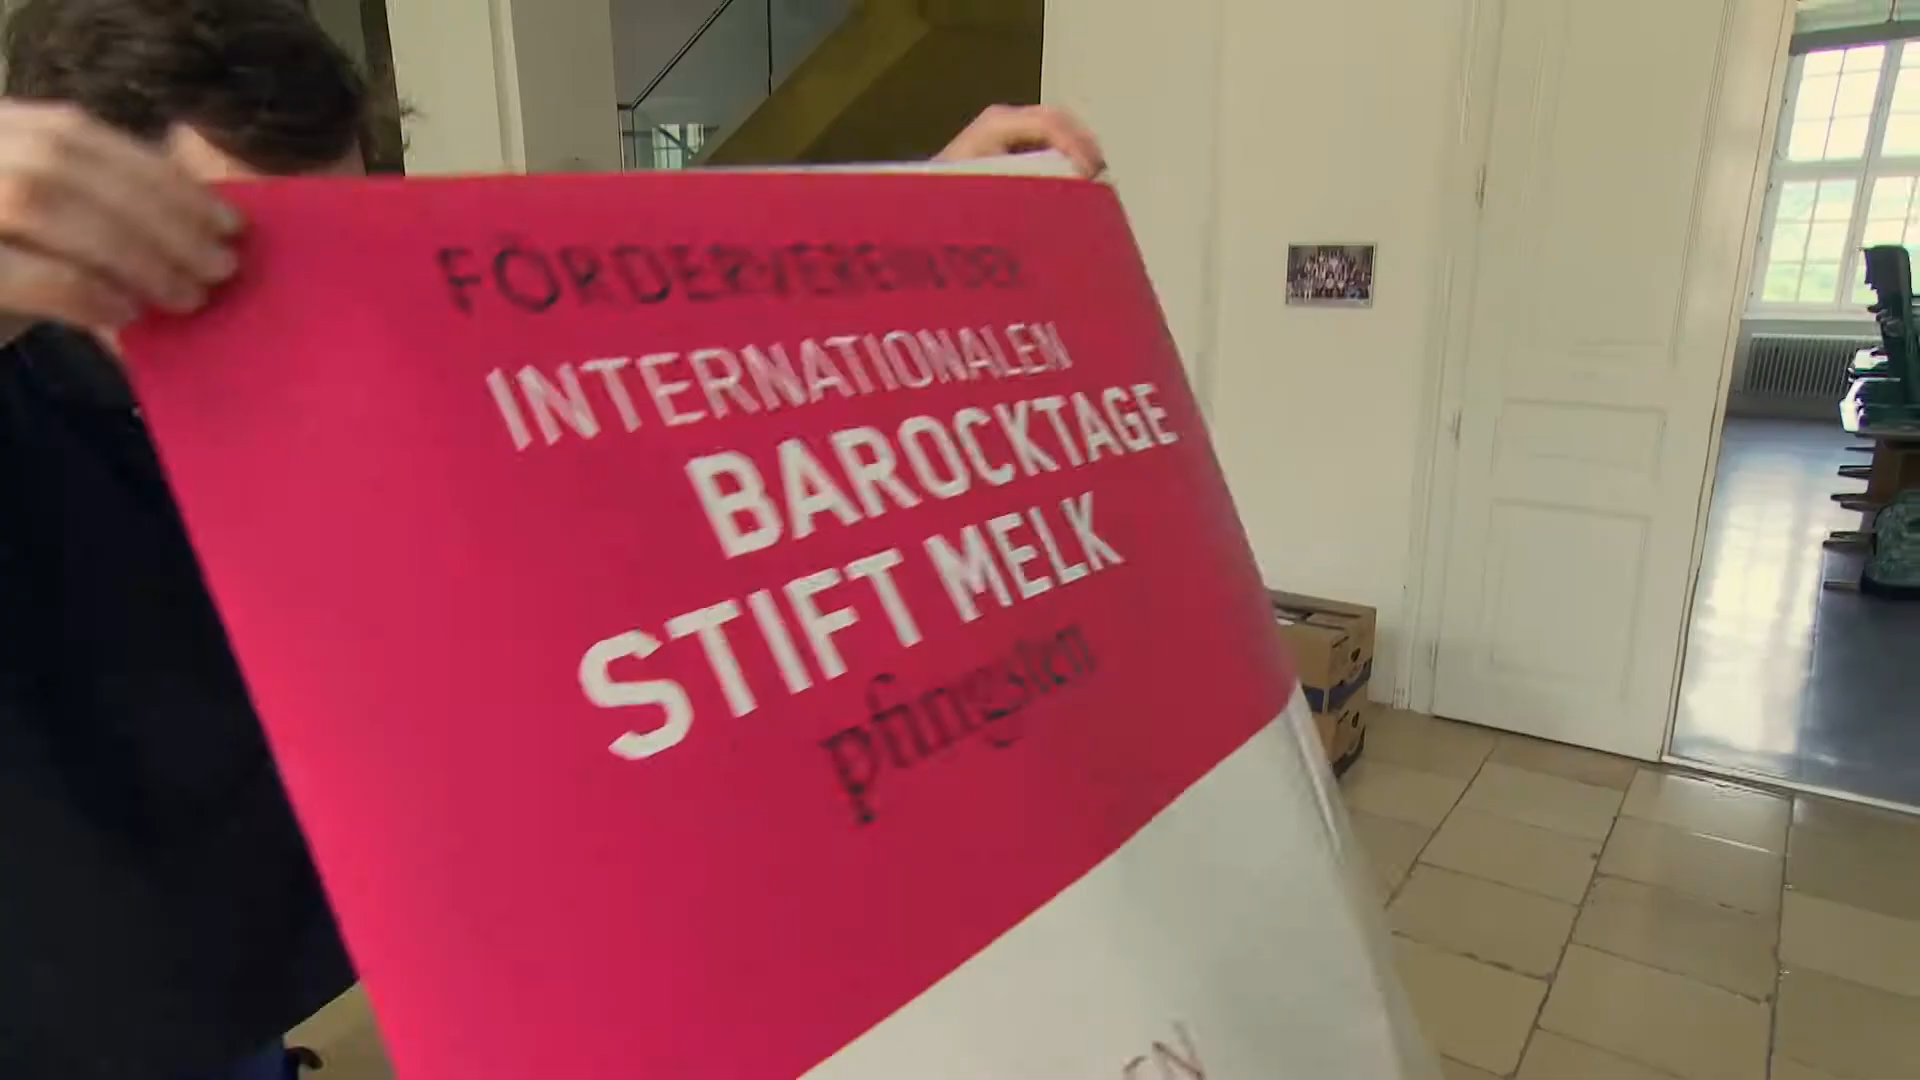 FÖRDERVEREIN DER
INTERNATIONALEN
BAROCKTAGE
STIFT MELK
pfingsten